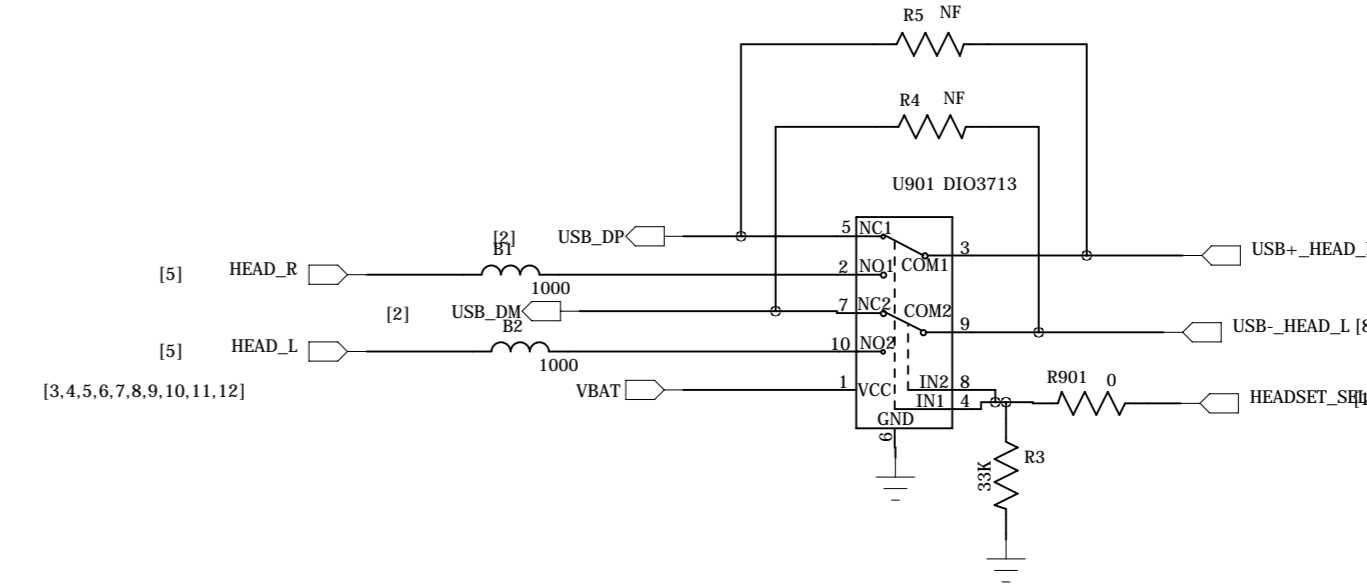 R5 NF
R4 NF
U901 DIO3713
[2]
B1
USB_DP
5 NC1
3
COM1
USB+_HEAD_
[5] HEAD_R
1000
2 NO1
[2] USB_DM
7 NC2
COM2
9
USB-_HEAD_L [8
B2
[5] HEAD_L
1000
10 NO2
[3,4,5,6,7,8,9,10,11,12]
VBAT
1 VCC
IN2 8
IN1 4
GND
6
R901 0
HEADSET_SEL
33K
R3